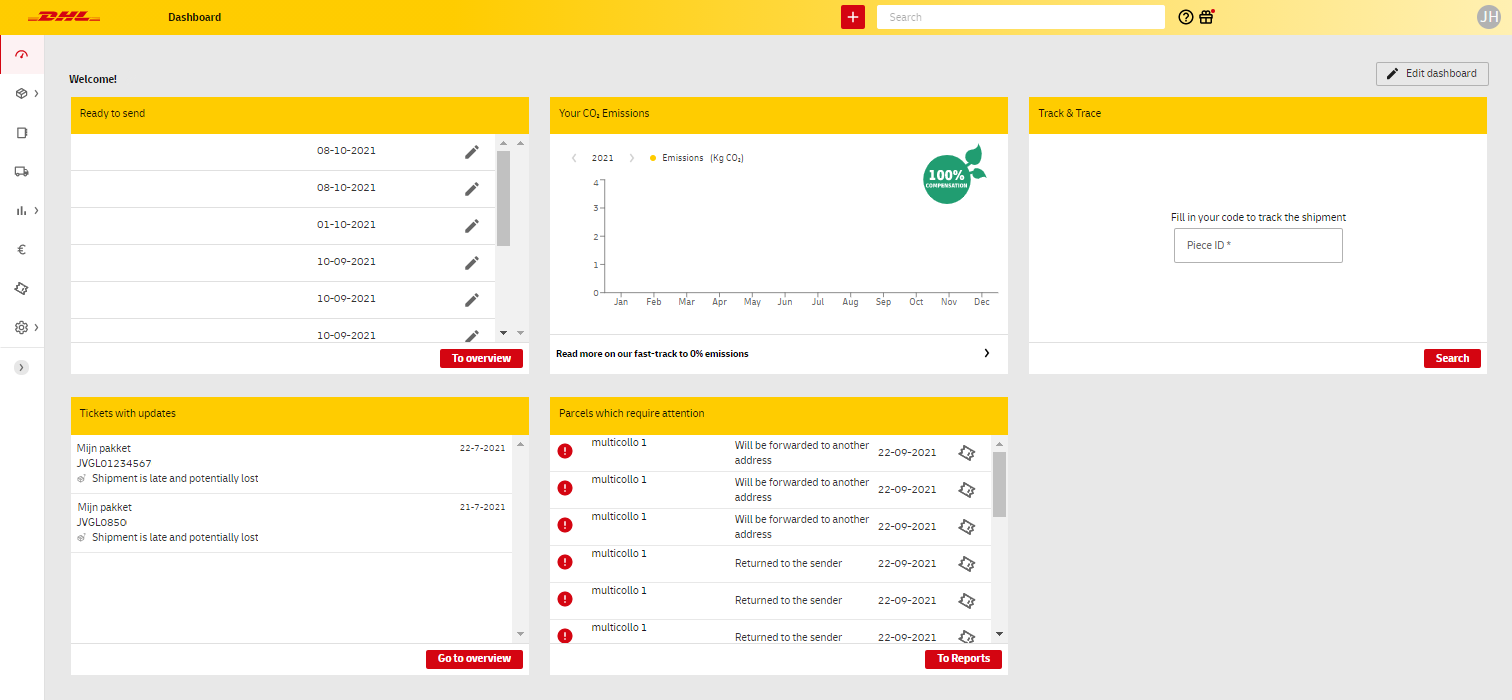 DHL
Dashboard
Search
JH
Welcome!
Edit dashboard
Ready to send
08-10-2021
08-10-2021
01-10-2021
10-09-2021
10-09-2021
10-09-2021
To overview
Your CO₂ Emissions
2021
Emissions (Kg CO₂)
100%
COMPENSATION
4
3
2
1
0
Jan Feb Mar Apr May Jun Jul Aug Sep Oct Nov Dec
Read more on our fast-track to 0% emissions
Track & Trace
Fill in your code to track the shipment
Piece ID *
Search
Tickets with updates
Mijn pakket 22-7-2021
JVGL01234567
Shipment is late and potentially lost
Mijn pakket 21-7-2021
JVGL0850
Shipment is late and potentially lost
Go to overview
Parcels which require attention
multicollo 1 Will be forwarded to another address 22-09-2021
multicollo 1 Will be forwarded to another address 22-09-2021
multicollo 1 Will be forwarded to another address 22-09-2021
multicollo 1 Returned to the sender 22-09-2021
multicollo 1 Returned to the sender 22-09-2021
multicollo 1 Returned to the sender 22-09-2021
To Reports